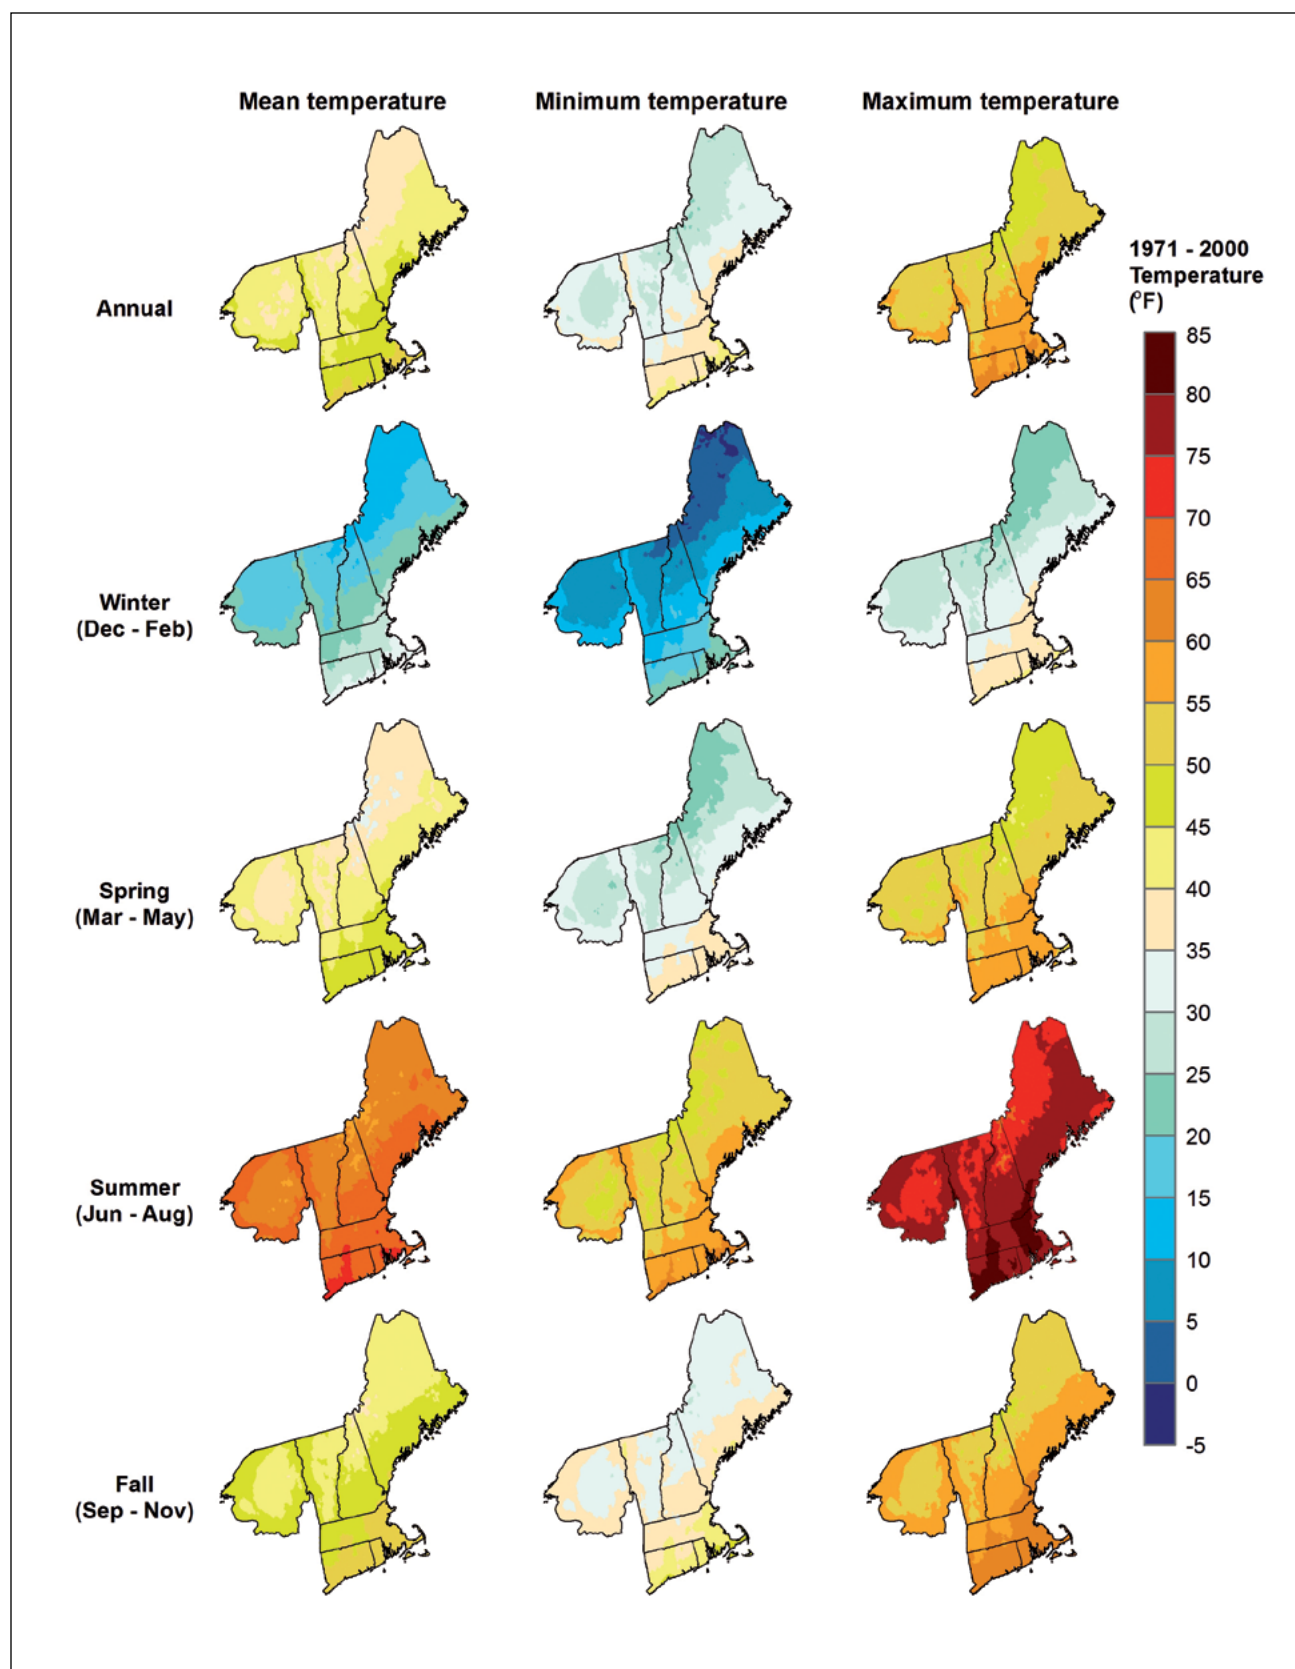 Mean temperature
Minimum temperature
Maximum temperature
Annual
Winter
(Dec - Feb)
Spring
(Mar - May)
Summer
(Jun - Aug)
Fall
(Sep - Nov)
1971 - 2000
Temperature
(°F)
85
80
75
70
65
60
55
50
45
40
35
30
25
20
15
10
5
0
-5